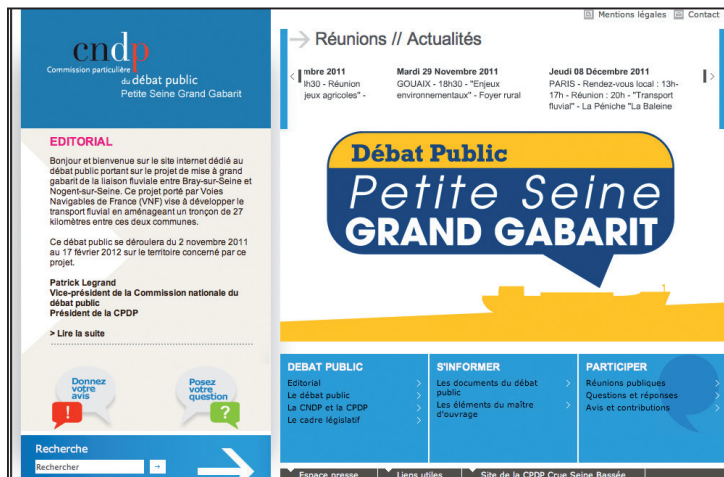 Mentions légales
Contact
cndp
Commission particulière
du débat public
Petite Seine Grand Gabarit
Réunions // Actualités
mbre 2011
h30 - Réunion
jeux agricoles" -
Mardi 29 Novembre 2011
GOUAIX - 18h30 - "Enjeux
environnementaux" - Foyer rural
Jeudi 08 Décembre 2011
PARIS - Rendez-vous local : 13h-
17h - Réunion : 20h - "Transport
fluvial" - La Péniche "La Baleine
EDITORIAL
Bonjour et bienvenue sur le site internet dédié au
débat public portant sur le projet de mise à grand
gabarit de la liaison fluviale entre Bray-sur-Seine et
Nogent-sur-Seine. Ce projet porté par Voies
Navigables de France (VNF) vise à développer le
transport fluvial en aménageant un tronçon de 27
kilomètres entre ces deux communes.
Ce débat public se déroulera du 2 novembre 2011
au 17 février 2012 sur le territoire concerné par ce
projet.
Patrick Legrand
Vice-président de la Commission nationale du
débat public
Président de la CPDP
> Lire la suite
Donnez
votre
avis
!
Posez
votre
question
?
Recherche
Rechercher
Débat Public
Petite Seine
GRAND GABARIT
DEBAT PUBLIC
Editorial
Le débat public
La CNDP et la CPDP
Le cadre législatif
S'INFORMER
Les documents du débat
public
Les éléments du maître
d'ouvrage
PARTICIPER
Réunions publiques
Questions et réponses
Avis et contributions
Espace presse
Liens utiles
Site de la CPDP Crue Seine Bassée